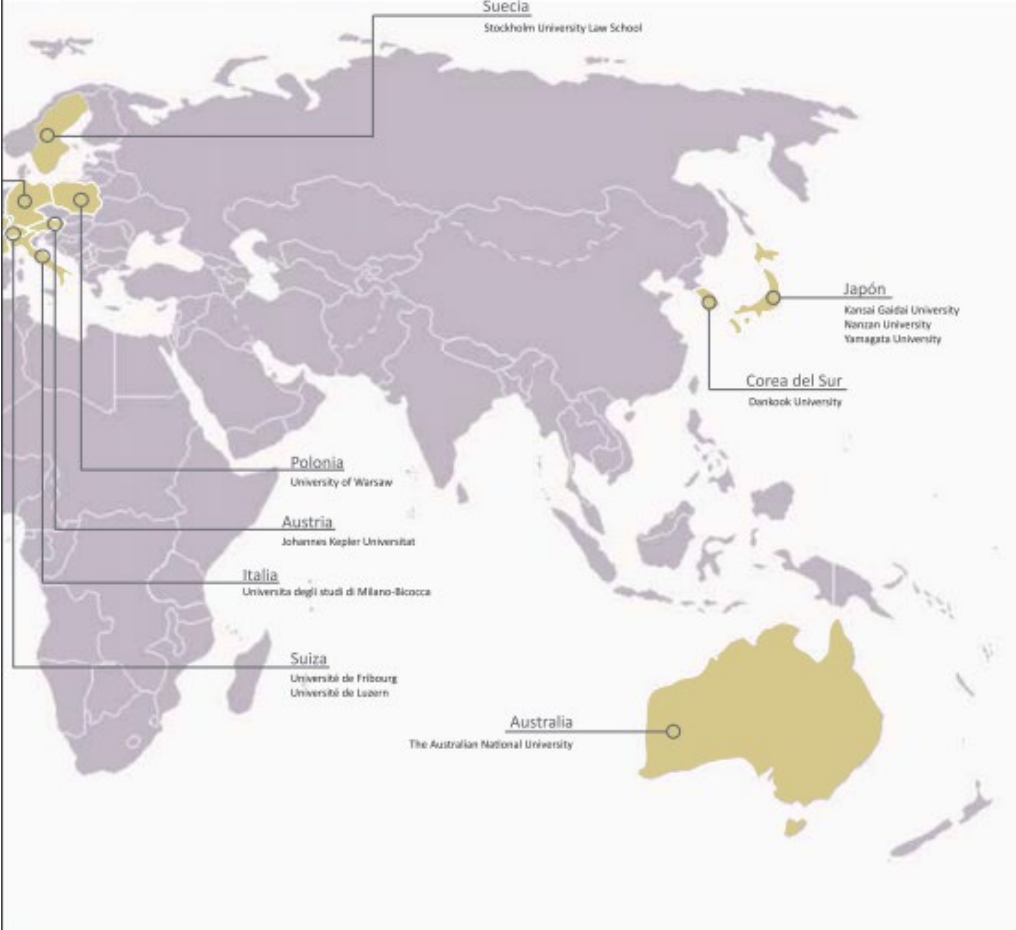 Suecia
Stockholm University Law School
Japón
Kansai Gaidai University
Nanzan University
Yamagata University
Corea del Sur
Dankook University
Polonia
University of Warsaw
Austria
Johannes Kepler Universitat
Italia
Universita degli studi di Milano-Bicocca
Suiza
Université de Fribourg
Université de Luzern
Australia
The Australian National University